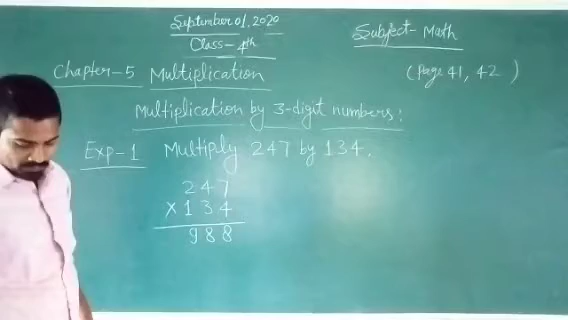 September 01, 2020
Class - 4th
Subject - Math
Chapter-5 Multiplication
(Page 41, 42)
Multiplication by 3-digit numbers:
Exp-1 Multiply 247 by 134.
247
×134
988